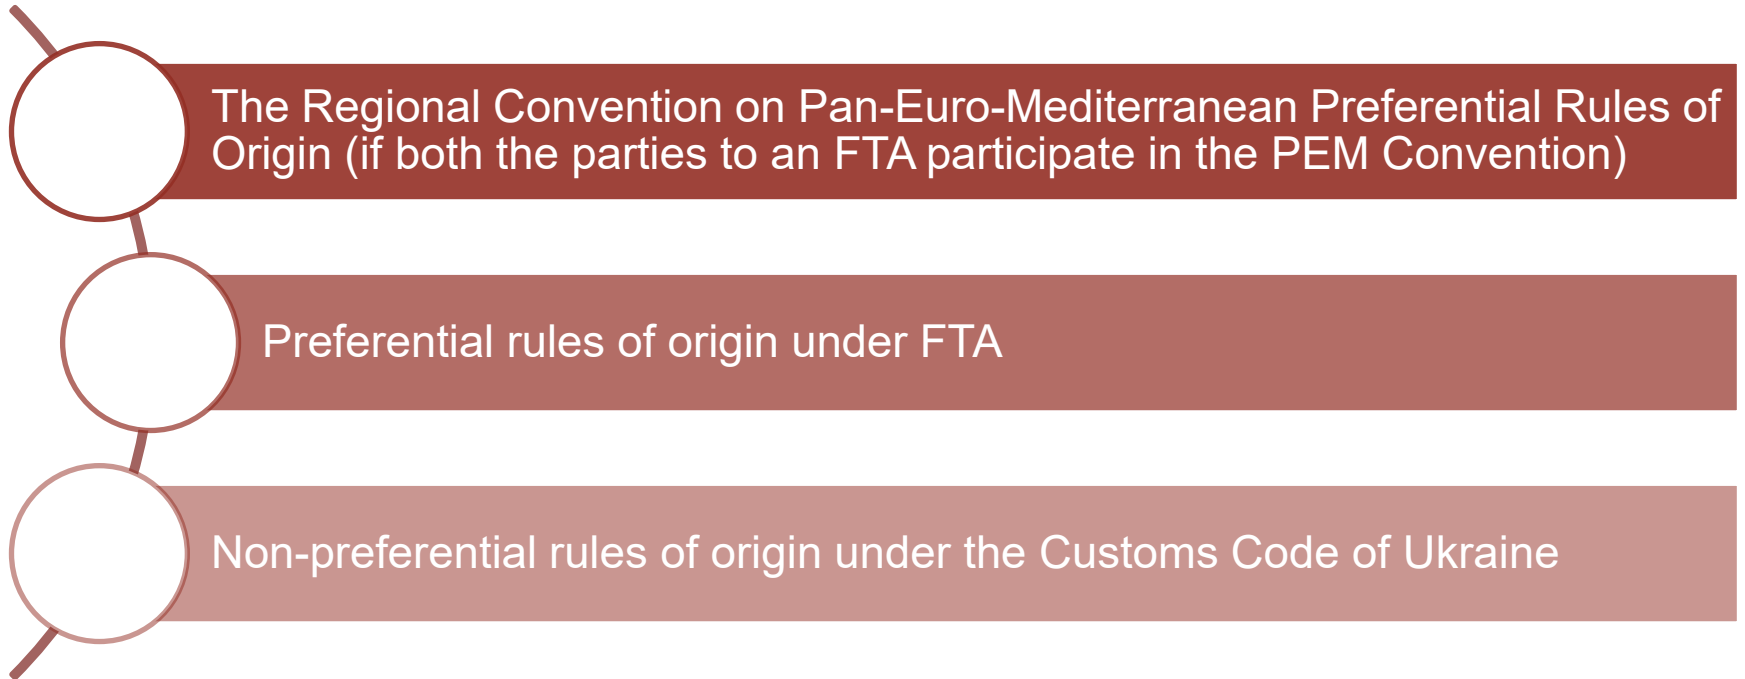 The Regional Convention on Pan-Euro-Mediterranean Preferential Rules of
Origin (if both the parties to an FTA participate in the PEM Convention)
Preferential rules of origin under FTA
Non-preferential rules of origin under the Customs Code of Ukraine